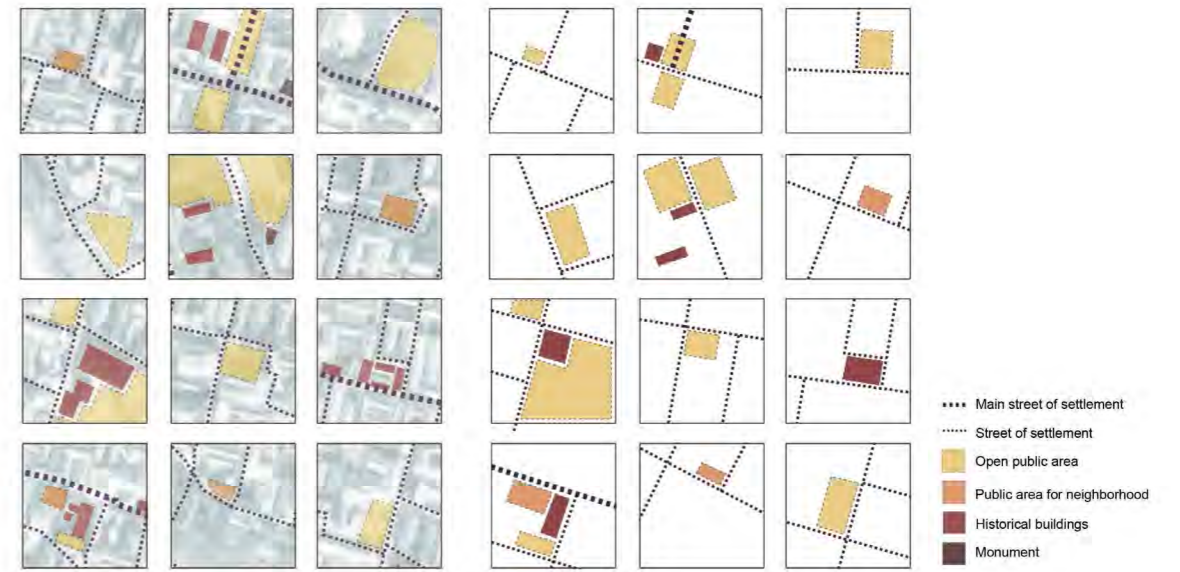 Main street of settlement
Street of settlement
Open public area
Public area for neighborhood
Historical buildings
Monument